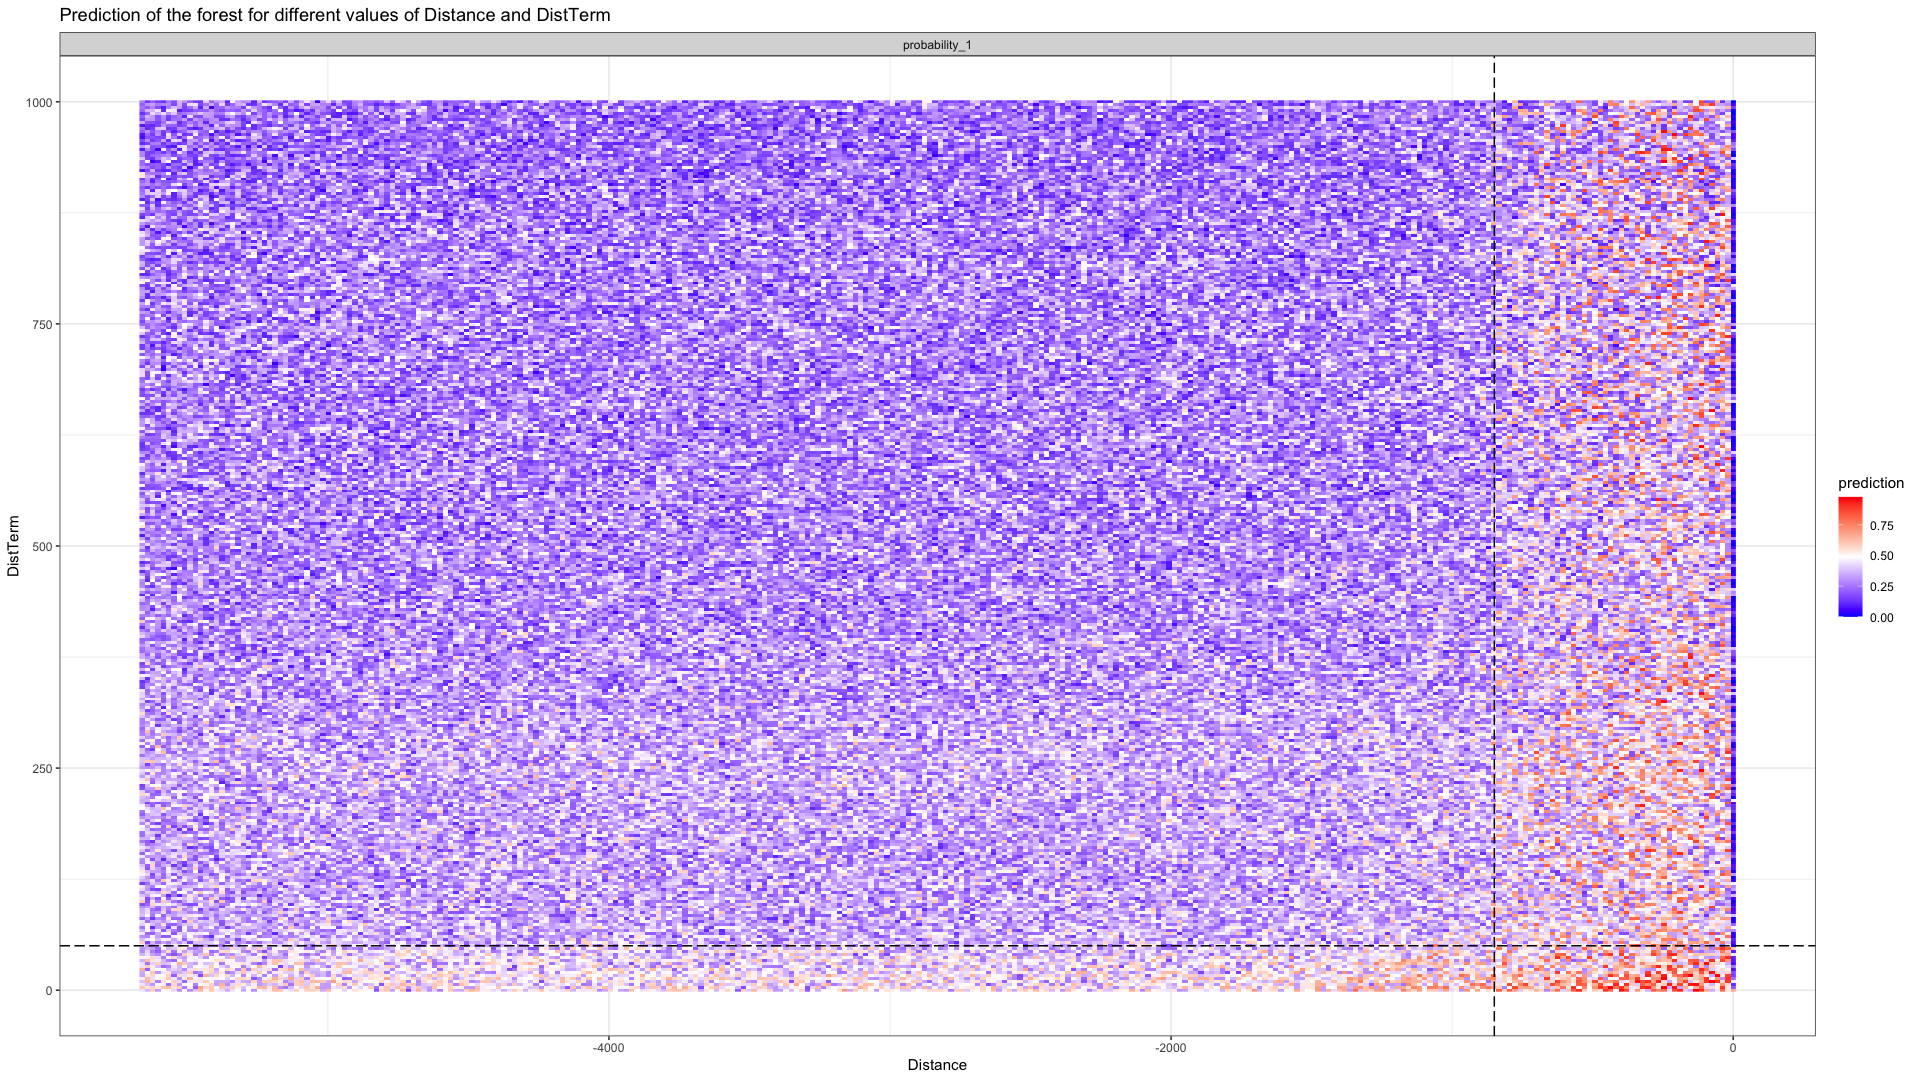 Prediction of the forest for different values of Distance and DistTerm
probability_1
1000
750
500
250
0
DistTerm
-4000
-2000
0
Distance
prediction
0.75
0.50
0.25
0.00